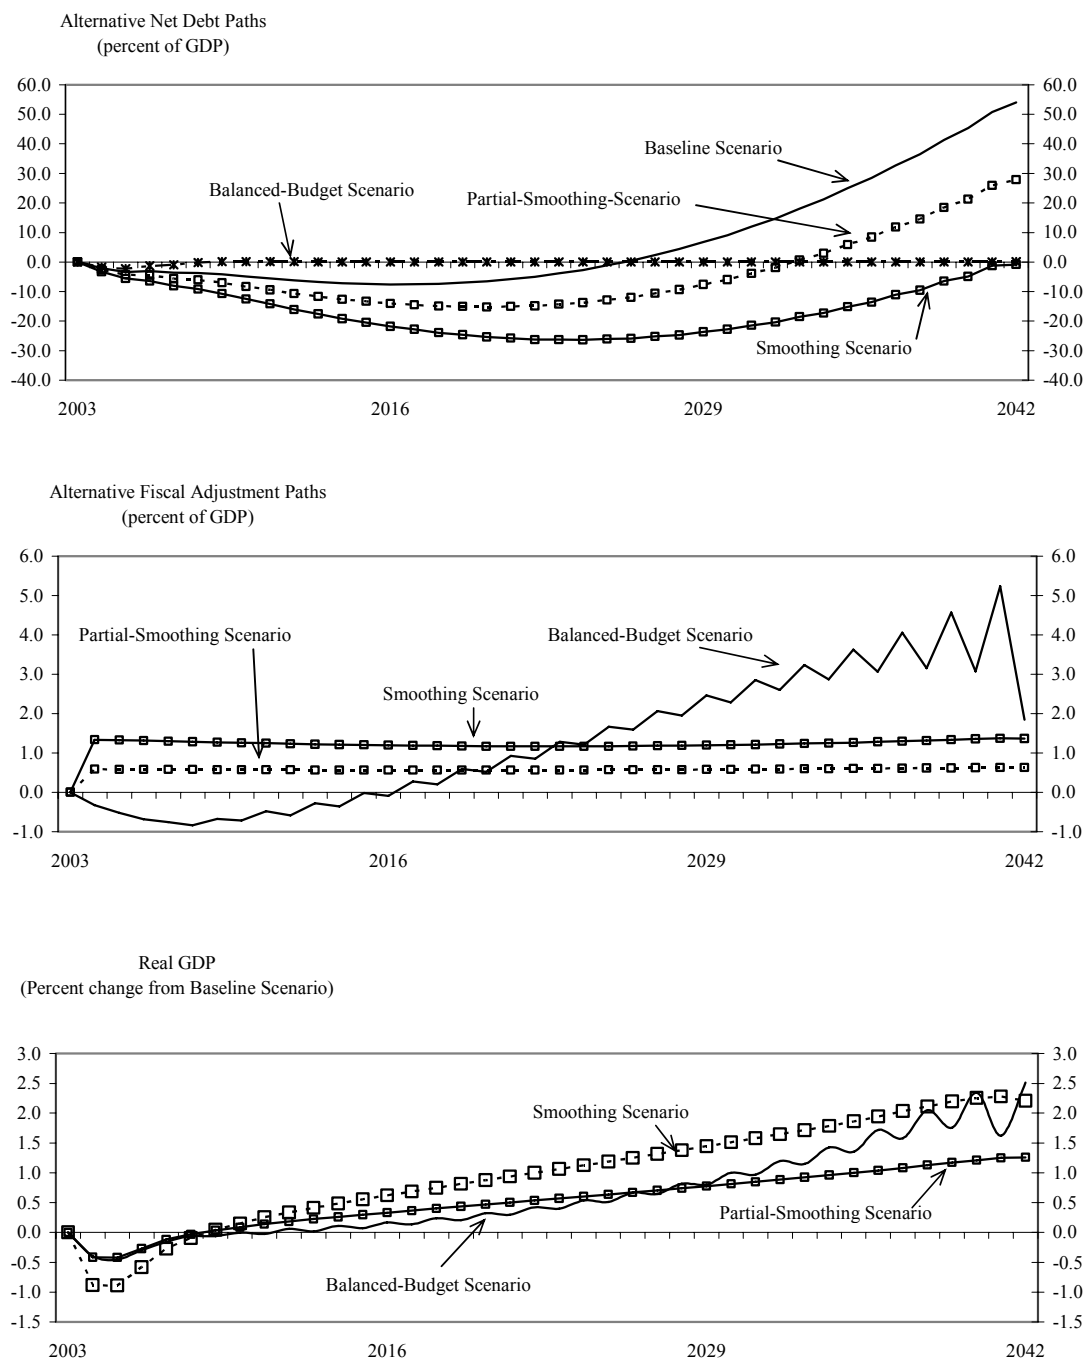 Alternative Net Debt Paths
(percent of GDP)
60.0 60.0
50.0 50.0
40.0 40.0
Baseline Scenario
30.0 30.0
Balanced-Budget Scenario
Partial-Smoothing-Scenario
20.0 20.0
10.0 10.0
0.0 0.0
-10.0 -10.0
-20.0 -20.0
Smoothing Scenario
-30.0 -30.0
-40.0 -40.0
2003 2016 2029 2042
Alternative Fiscal Adjustment Paths
(percent of GDP)
6.0 6.0
5.0 5.0
4.0 4.0
Partial-Smoothing Scenario
Balanced-Budget Scenario
3.0 3.0
Smoothing Scenario
2.0 2.0
1.0 1.0
0.0 0.0
-1.0 -1.0
2003 2016 2029 2042
Real GDP
(Percent change from Baseline Scenario)
3.0 3.0
2.5 2.5
2.0 2.0
Smoothing Scenario
1.5 1.5
1.0 1.0
0.5 0.5
Partial-Smoothing Scenario
0.0 0.0
-0.5 -0.5
Balanced-Budget Scenario
-1.0 -1.0
-1.5 -1.5
2003 2016 2029 2042